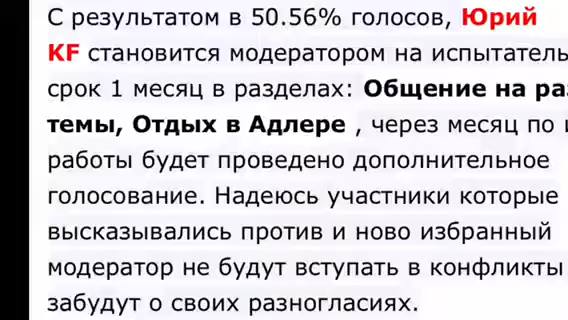 С результатом в 50.56% голосов, Юрий
KF становится модератором на испытатель
срок 1 месяц в разделах: Общение на раз
темы, Отдых в Адлере , через месяц по и
работы будет проведено дополнительное
голосование. Надеюсь участники которые
высказывались против и ново избранный
модератор не будут вступать в конфликты
забудут о своих разногласиях.